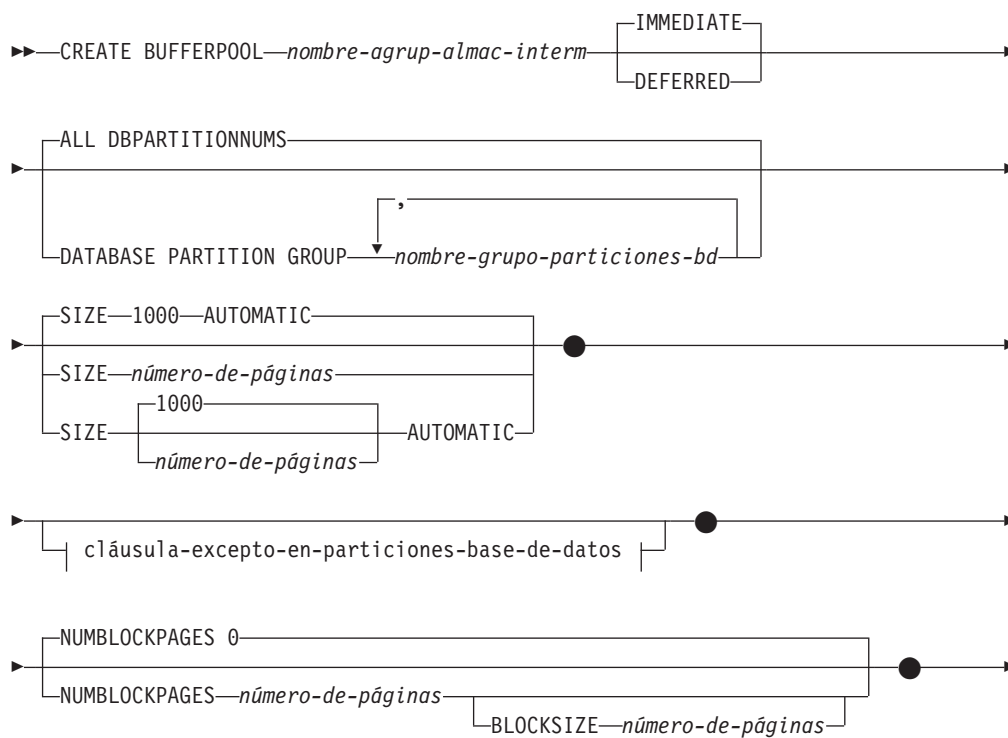 IMMEDIATE
CREATE BUFFERPOOL nombre-agrup-almac-interm
DEFERRED
ALL DBPARTITIONNUMS
,
DATABASE PARTITION GROUP nombre-grupo-particiones-bd
SIZE 1000 AUTOMATIC
SIZE número-de-páginas
1000
SIZE AUTOMATIC
número-de-páginas
cláusula-excepto-en-particiones-base-de-datos
NUMBLOCKPAGES 0
NUMBLOCKPAGES número-de-páginas
BLOCKSIZE número-de-páginas